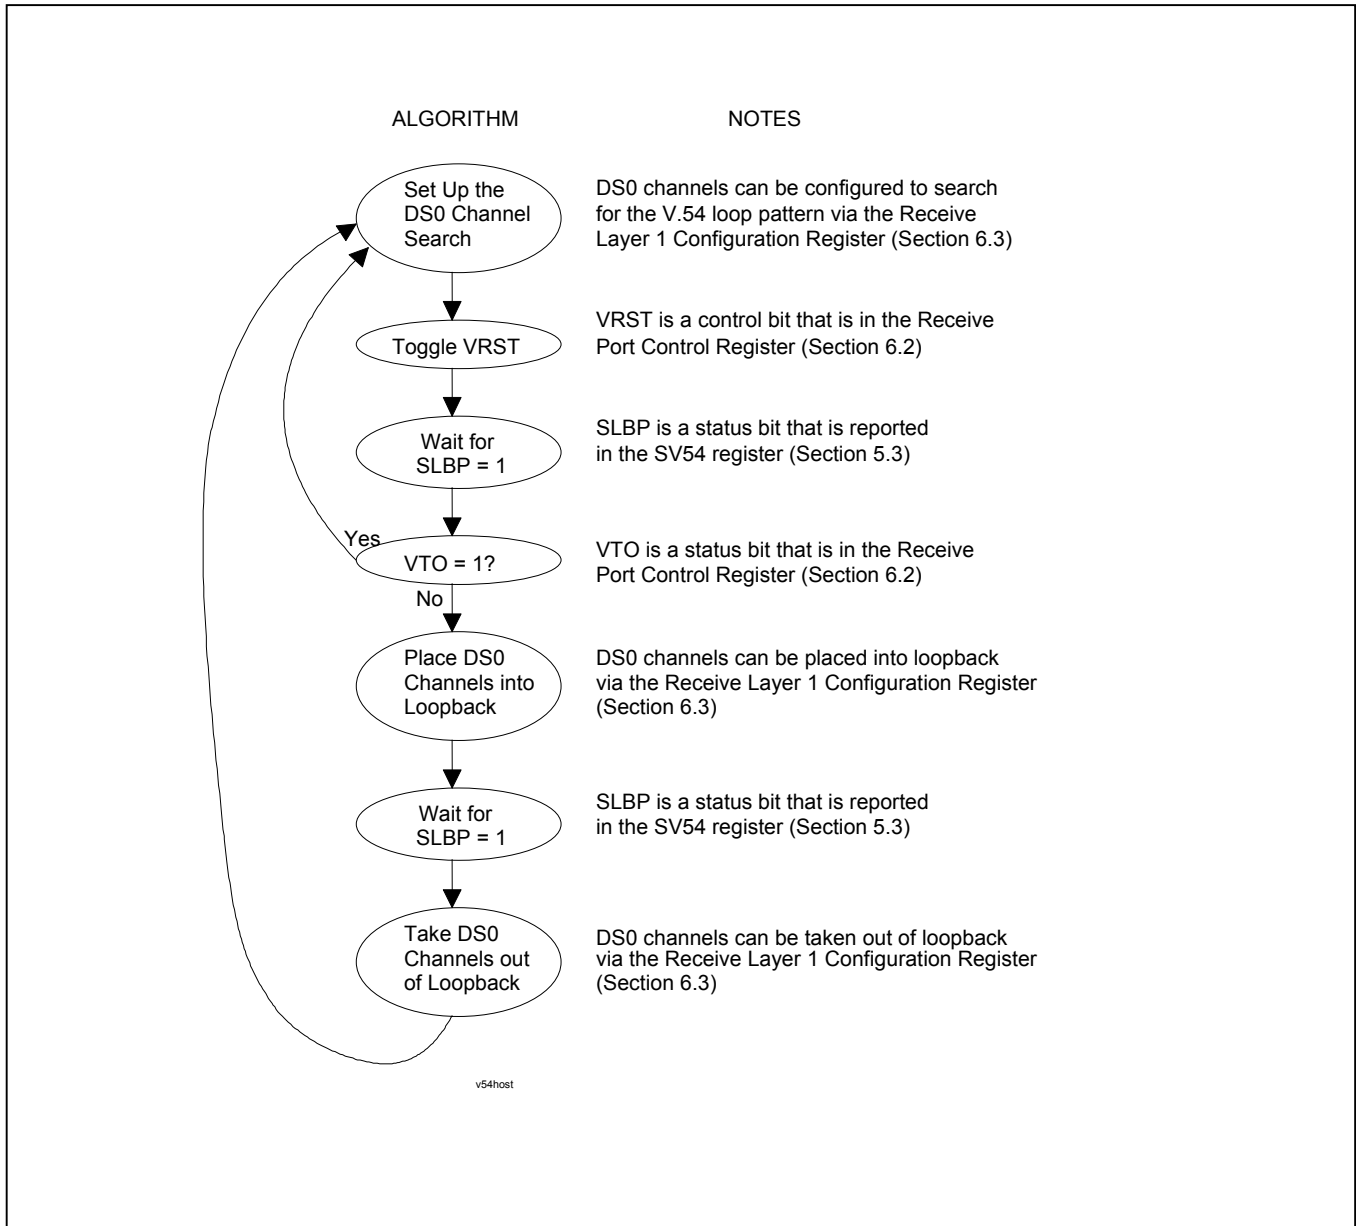 ALGORITHM NOTES
Set Up the
DS0 Channel
Search
DS0 channels can be configured to search
for the V.54 loop pattern via the Receive
Layer 1 Configuration Register (Section 6.3)
Toggle VRST
VRST is a control bit that is in the Receive
Port Control Register (Section 6.2)
Wait for
SLBP = 1
SLBP is a status bit that is reported
in the SV54 register (Section 5.3)
Yes
VTO = 1?
VTO is a status bit that is in the Receive
Port Control Register (Section 6.2)
No
Place DS0
Channels into
Loopback
DS0 channels can be placed into loopback
via the Receive Layer 1 Configuration Register
(Section 6.3)
Wait for
SLBP = 1
SLBP is a status bit that is reported
in the SV54 register (Section 5.3)
Take DS0
Channels out
of Loopback
DS0 channels can be taken out of loopback
via the Receive Layer 1 Configuration Register
(Section 6.3)
v54host